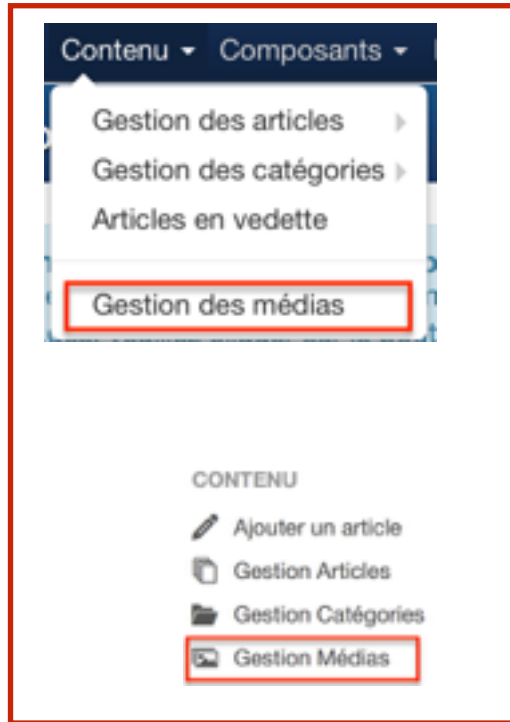 Contenu Composants
Gestion des articles
Gestion des catégories
Articles en vedette
Gestion des médias
CONTENU
Ajouter un article
Gestion Articles
Gestion Catégories
Gestion Médias